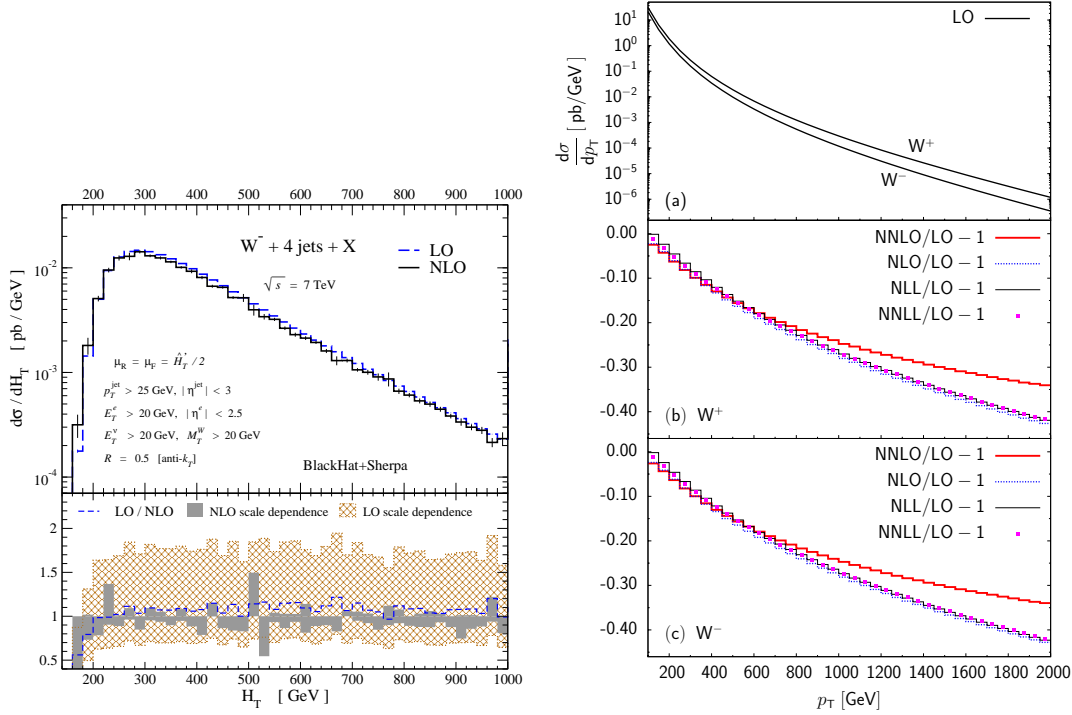 200 400 600 800 1000
W⁻ + 4 jets + X
LO
NLO
√s = 7 TeV
10⁻²
10⁻³
10⁻⁴
dσ / dH_T [ pb / GeV ]
μ_R = μ_F = Ĥ_T' / 2
p_T^jet > 25 GeV, | η^jet | < 3
E_T^e > 20 GeV, | η^e | < 2.5
E_T^ν > 20 GeV, M_T^W > 20 GeV
R = 0.5 [anti-k_T]
BlackHat+Sherpa
LO / NLO NLO scale dependence LO scale dependence
2
1.5
1
0.5
200 300 400 500 600 700 800 900 1000
H_T [ GeV ]
10¹
10⁰
10⁻¹
10⁻²
10⁻³
10⁻⁴
10⁻⁵
10⁻⁶
dσ/dp_T [ pb/GeV ]
LO
W⁺
W⁻
(a)
0.00
-0.10
-0.20
-0.30
-0.40
NNLO/LO − 1
NLO/LO − 1
NLL/LO − 1
NNLL/LO − 1
(b) W⁺
0.00
-0.10
-0.20
-0.30
-0.40
NNLO/LO − 1
NLO/LO − 1
NLL/LO − 1
NNLL/LO − 1
(c) W⁻
200 400 600 800 1000 1200 1400 1600 1800 2000
p_T [GeV]